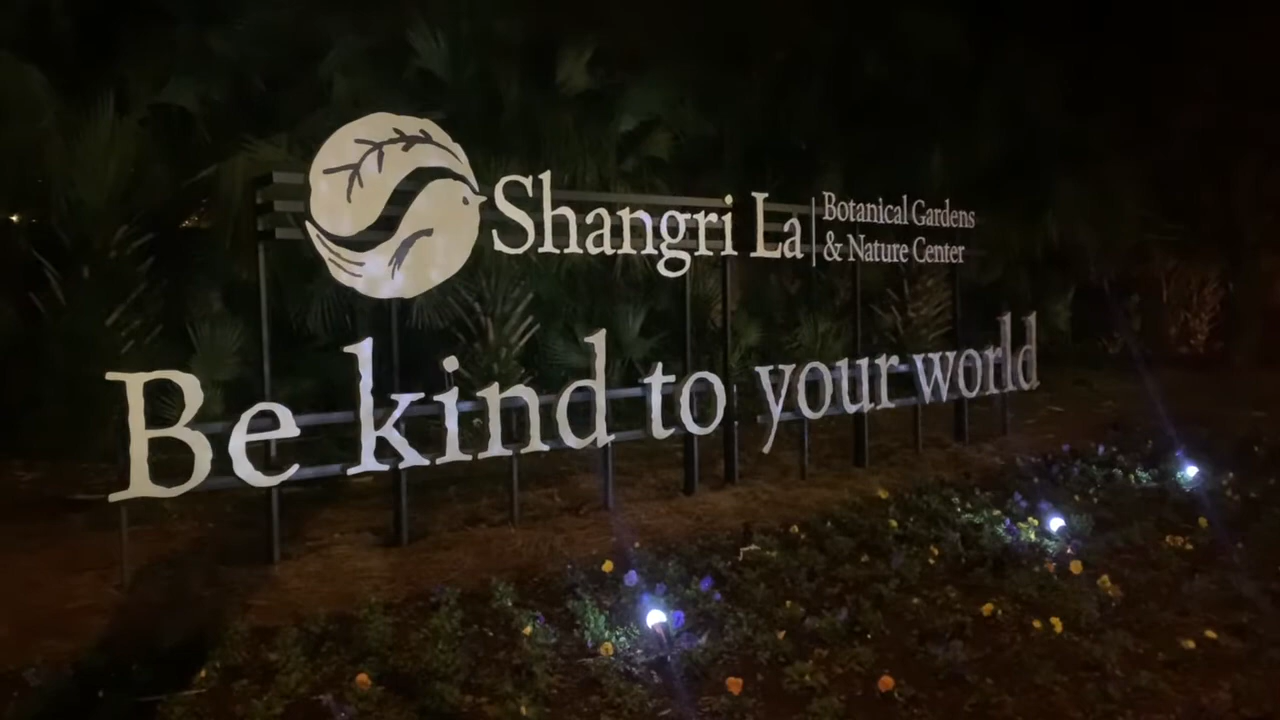 Shangri La
Botanical Gardens
& Nature Center
Be kind to your world